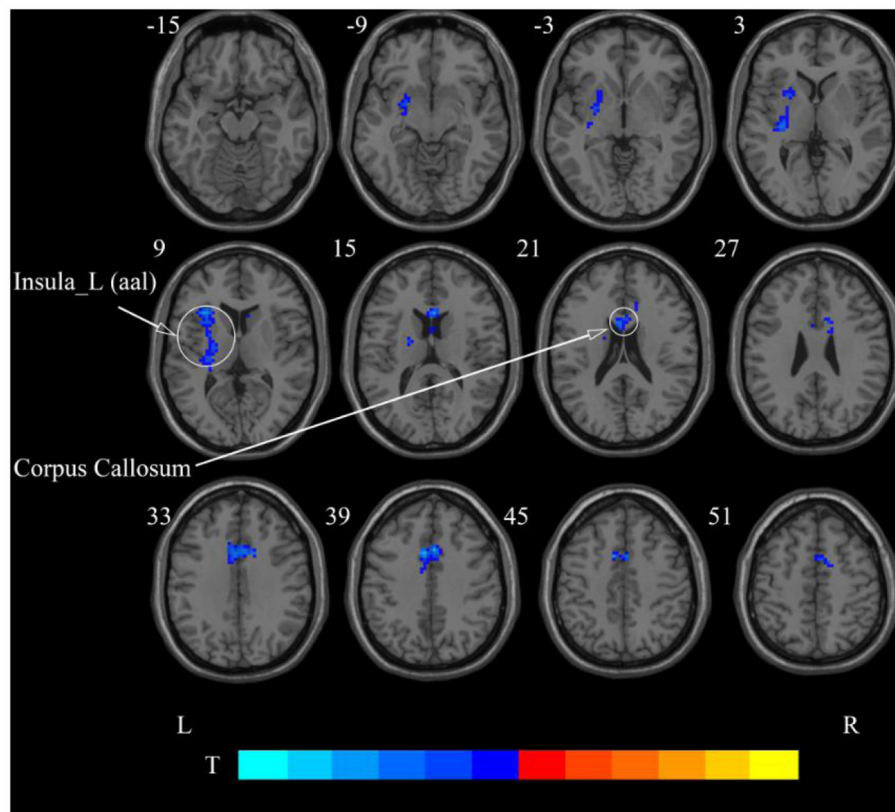 -15 -9 -3 3
9 15 21 27
Insula_L (aal)
Corpus Callosum
33 39 45 51
L R
T